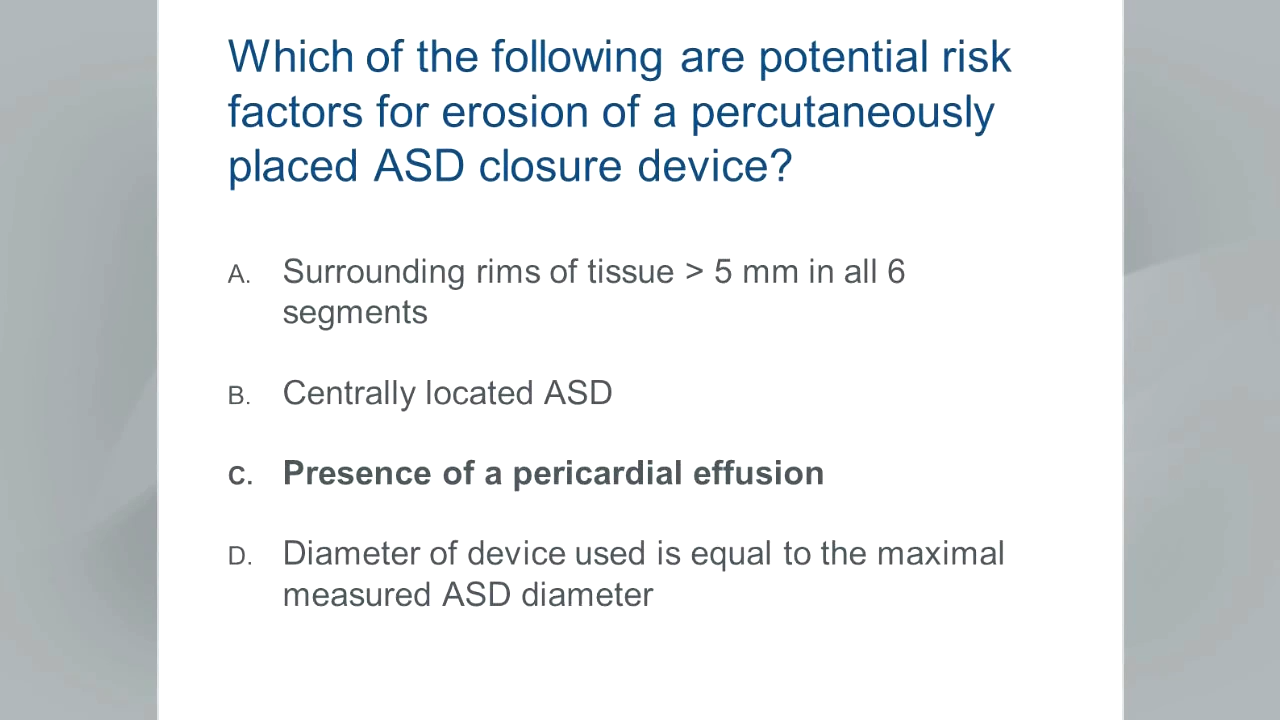 Which of the following are potential risk
factors for erosion of a percutaneously
placed ASD closure device?
A. Surrounding rims of tissue > 5 mm in all 6
segments
B. Centrally located ASD
C. Presence of a pericardial effusion
D. Diameter of device used is equal to the maximal
measured ASD diameter